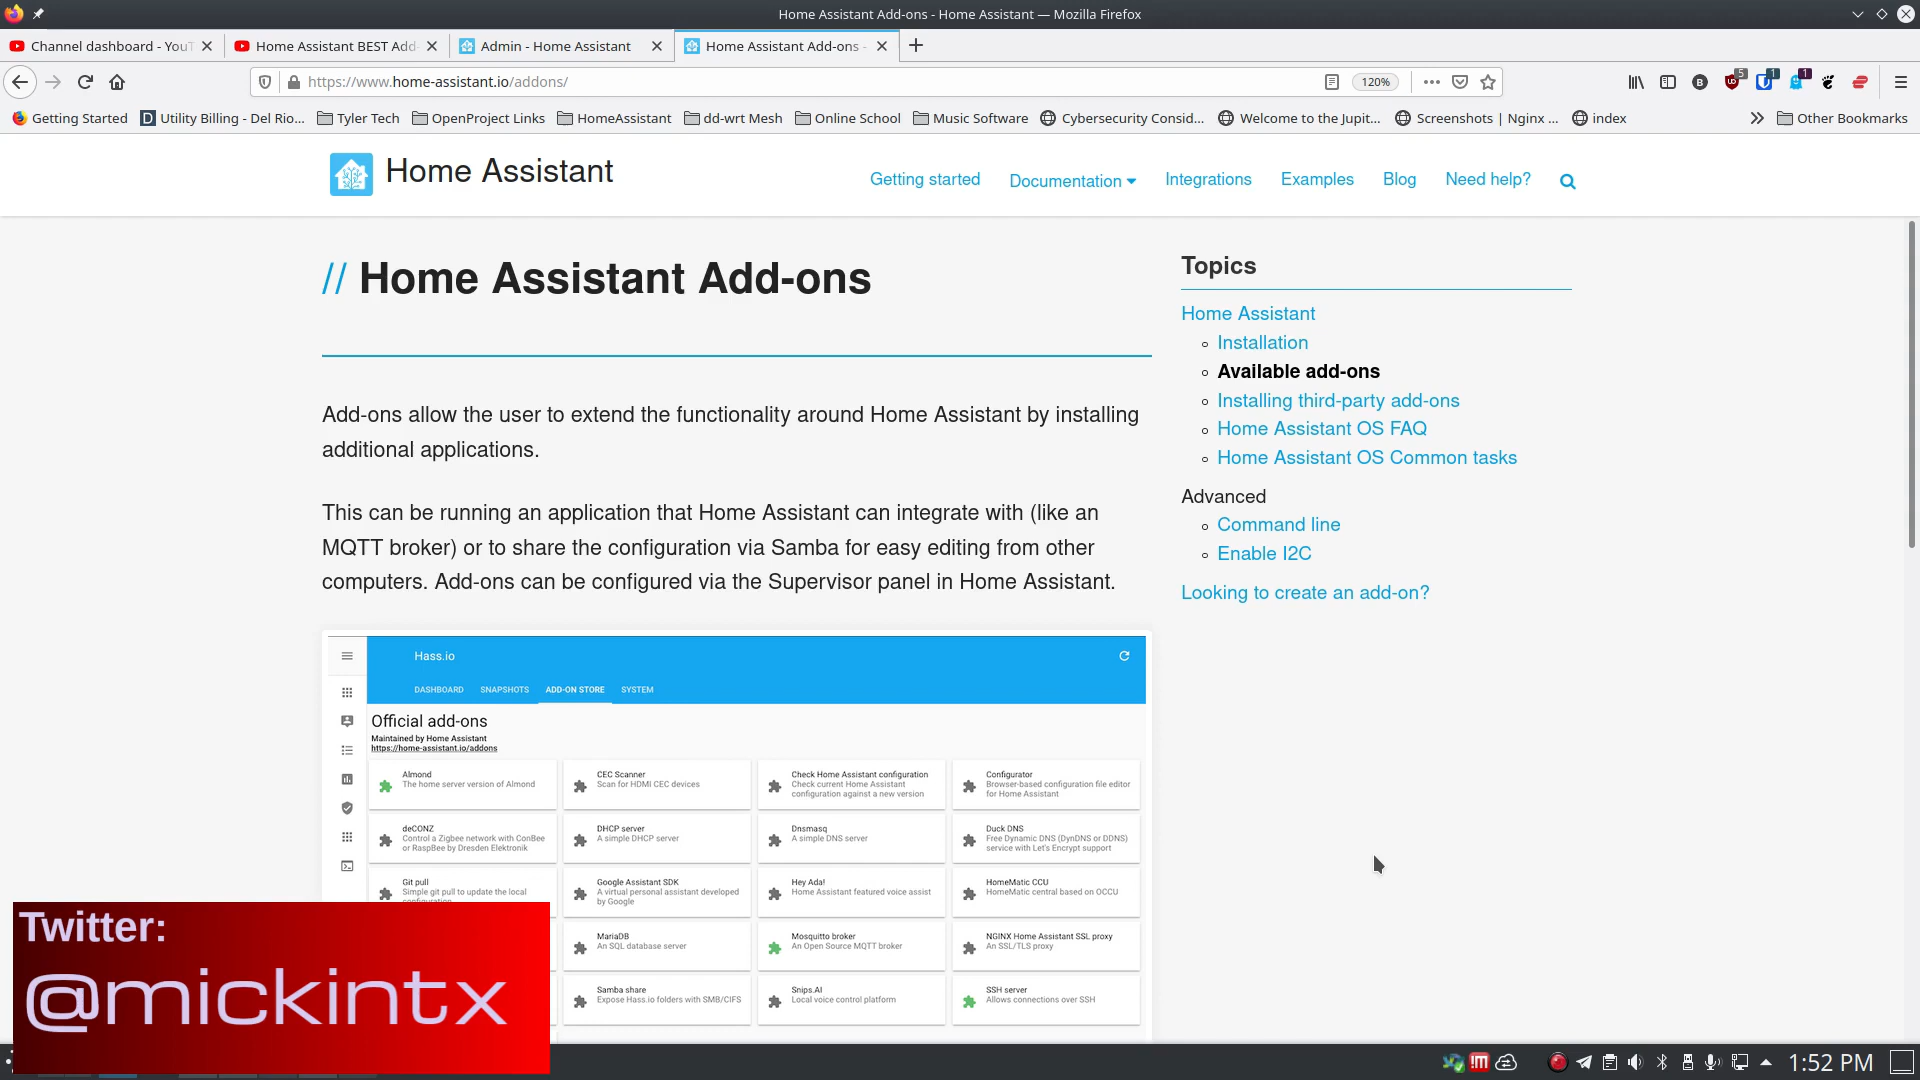 Home Assistant Add-ons - Home Assistant — Mozilla Firefox
Channel dashboard - YouT
Home Assistant BEST Add-
Admin - Home Assistant
Home Assistant Add-ons -
https://www.home-assistant.io/addons/
120%
5
1
1
Getting Started
Utility Billing - Del Rio...
Tyler Tech
OpenProject Links
HomeAssistant
dd-wrt Mesh
Online School
Music Software
Cybersecurity Consid...
Welcome to the Jupit...
Screenshots | Nginx ...
index
Other Bookmarks
Home Assistant
Getting started
Documentation
Integrations
Examples
Blog
Need help?
// Home Assistant Add-ons
Add-ons allow the user to extend the functionality around Home Assistant by installing
additional applications.
This can be running an application that Home Assistant can integrate with (like an
MQTT broker) or to share the configuration via Samba for easy editing from other
computers. Add-ons can be configured via the Supervisor panel in Home Assistant.
Topics
Home Assistant
Installation
Available add-ons
Installing third-party add-ons
Home Assistant OS FAQ
Home Assistant OS Common tasks
Advanced
Command line
Enable I2C
Looking to create an add-on?
Hass.io
DASHBOARD
SNAPSHOTS
ADD-ON STORE
SYSTEM
Official add-ons
Maintained by Home Assistant
https://home-assistant.io/addons
Almond
The home server version of Almond
CEC Scanner
Scan for HDMI CEC devices
Check Home Assistant configuration
Check current Home Assistant
configuration against a new version
Configurator
Browser-based configuration file editor
for Home Assistant
deCONZ
Control a Zigbee network with ConBee
or RaspBee by Dresden Elektronik
DHCP server
A simple DHCP server
Dnsmasq
A simple DNS server
Duck DNS
Free Dynamic DNS (DynDNS or DDNS)
service with Let's Encrypt support
Git pull
Simple git pull to update the local
configuration
Google Assistant SDK
A virtual personal assistant developed
by Google
Hey Ada!
Home Assistant featured voice assist
HomeMatic CCU
HomeMatic central based on OCCU
MariaDB
An SQL database server
Mosquitto broker
An Open Source MQTT broker
NGINX Home Assistant SSL proxy
An SSL/TLS proxy
Samba share
Expose Hass.io folders with SMB/CIFS
Snips.AI
Local voice control platform
SSH server
Allows connections over SSH
Twitter:
@mickintx
1:52 PM